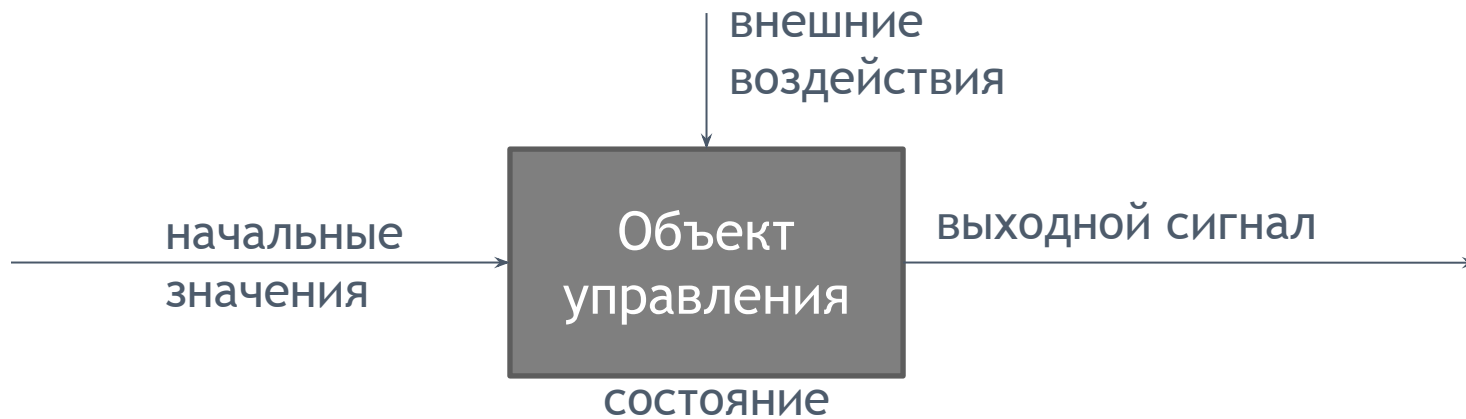 внешние
воздействия
начальные
значения
Объект
управления
выходной сигнал
состояние